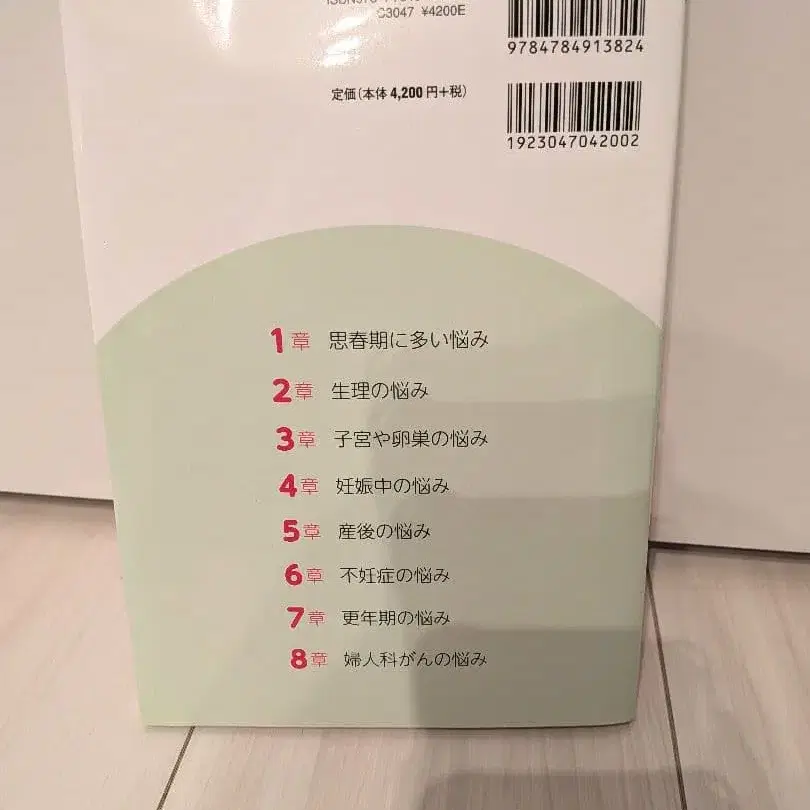 C3047 ¥4200E
9784784913824
定価(本体4,200円+税)
1923047042002
1章 思春期に多い悩み
2章 生理の悩み
3章 子宮や卵巣の悩み
4章 妊娠中の悩み
5章 産後の悩み
6章 不妊症の悩み
7章 更年期の悩み
8章 婦人科がんの悩み